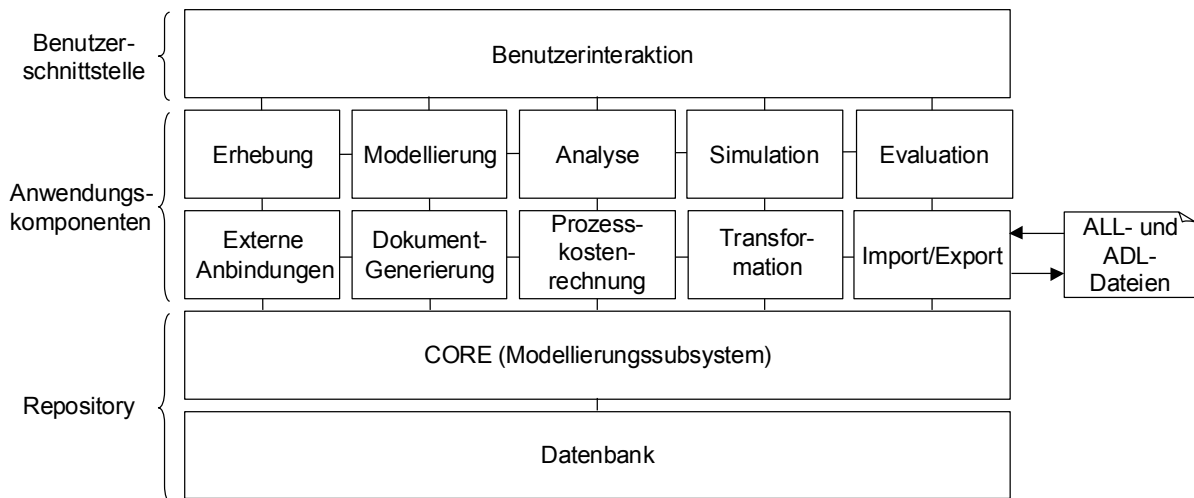 Benutzer-
schnittstelle
Benutzerinteraktion
Anwendungs-
komponenten
Erhebung
Modellierung
Analyse
Simulation
Evaluation
Externe
Anbindungen
Dokument-
Generierung
Prozess-
kosten-
rechnung
Transfor-
mation
Import/Export
ALL- und
ADL-
Dateien
Repository
CORE (Modellierungssubsystem)
Datenbank